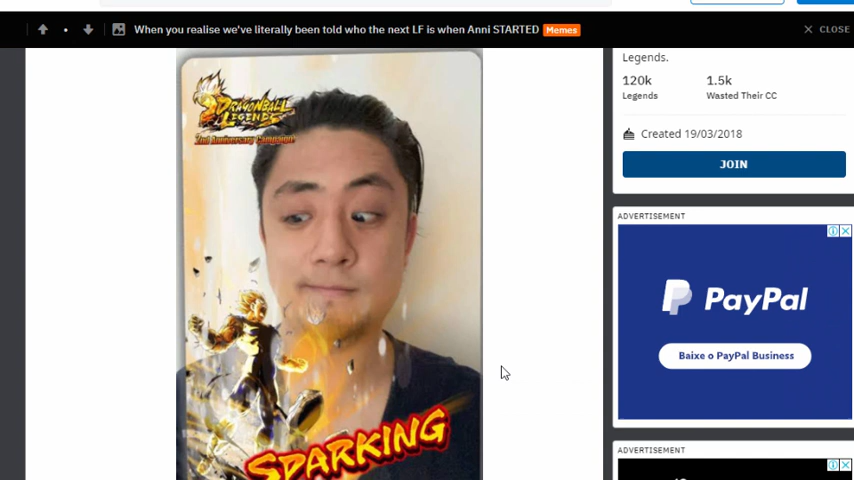 When you realise we've literally been told who the next LF is when Anni STARTED Memes
CLOSE
DRAGONBALL
LEGENDS
2nd Anniversary Campaign
SPARKING
Legends.
120k 1.5k
Legends Wasted Their CC
Created 19/03/2018
JOIN
ADVERTISEMENT
PayPal
Baixe o PayPal Business
ADVERTISEMENT